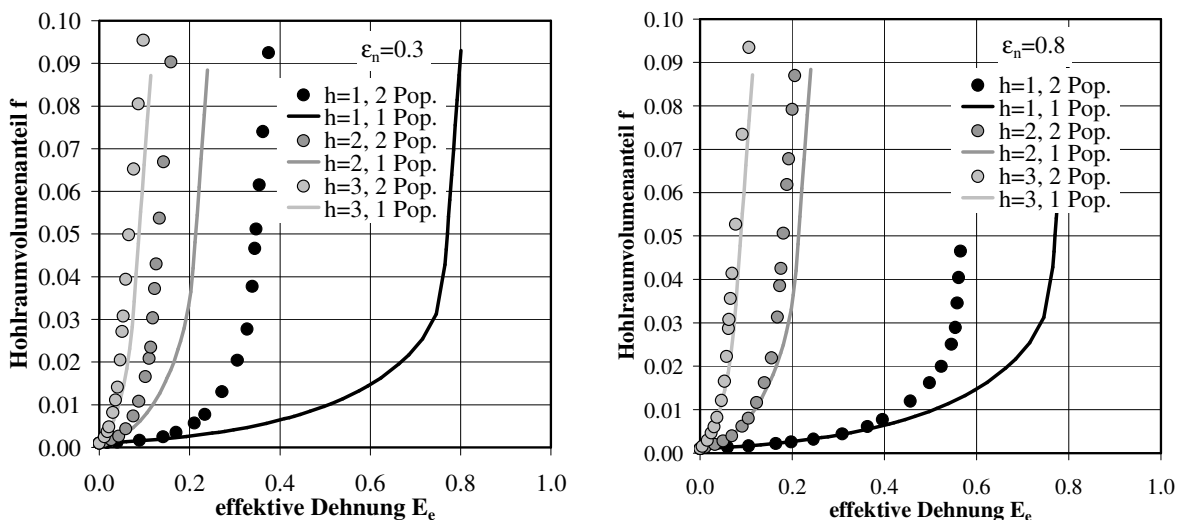 0.10
0.09
0.08
0.07
0.06
0.05
0.04
0.03
0.02
0.01
0.00
Hohlraumvolumenanteil f
εn=0.3
h=1, 2 Pop.
h=1, 1 Pop.
h=2, 2 Pop.
h=2, 1 Pop.
h=3, 2 Pop.
h=3, 1 Pop.
0.0 0.2 0.4 0.6 0.8 1.0
effektive Dehnung Ee
0.10
0.09
0.08
0.07
0.06
0.05
0.04
0.03
0.02
0.01
0.00
Hohlraumvolumenanteil f
εn=0.8
h=1, 2 Pop.
h=1, 1 Pop.
h=2, 2 Pop.
h=2, 1 Pop.
h=3, 2 Pop.
h=3, 1 Pop.
0.0 0.2 0.4 0.6 0.8 1.0
effektive Dehnung Ee